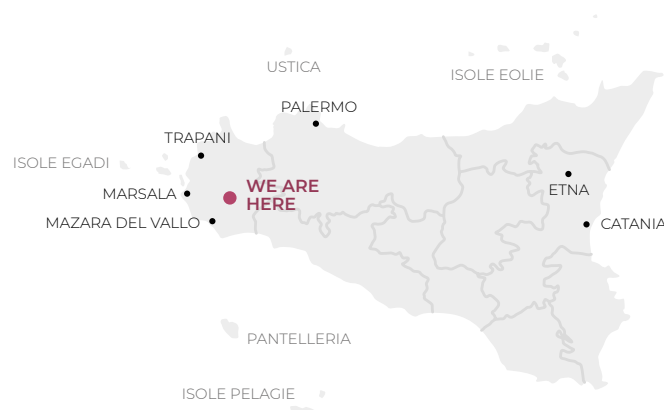 USTICA
ISOLE EOLIE
PALERMO
TRAPANI
ISOLE EGADI
WE ARE
HERE
MARSALA
ETNA
MAZARA DEL VALLO
CATANIA
PANTELLERIA
ISOLE PELAGIE